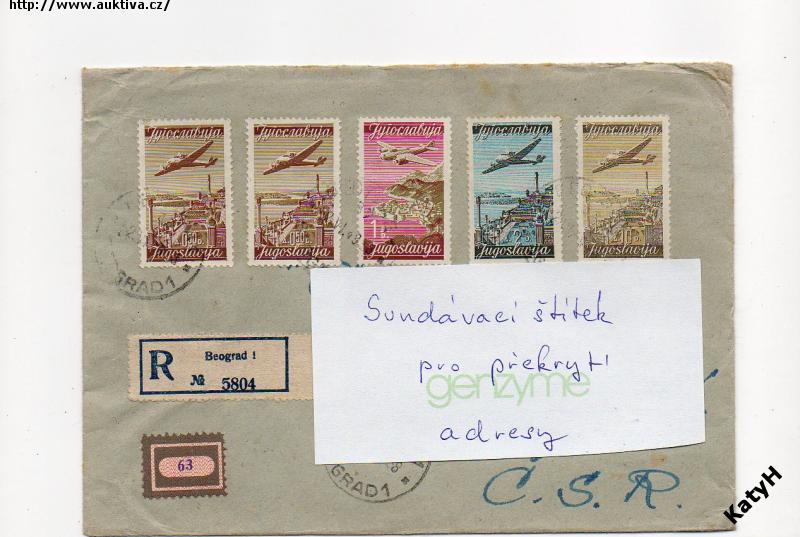 http://www.auktiva.cz/
Југославија Југославија Југославија Југославија Југославија
Jugoslavija Jugoslavija Jugoslavija Jugoslavija Jugoslavija
GRAD 1
R Beograd 1
№ 5804
Sundávací štítek
pro překrytí
genzyme
adresy
63
GRAD 1
Č. S. R.
KatyH